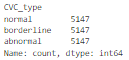 CVC_type
normal        5147
borderline    5147
abnormal      5147
Name: count, dtype: int64